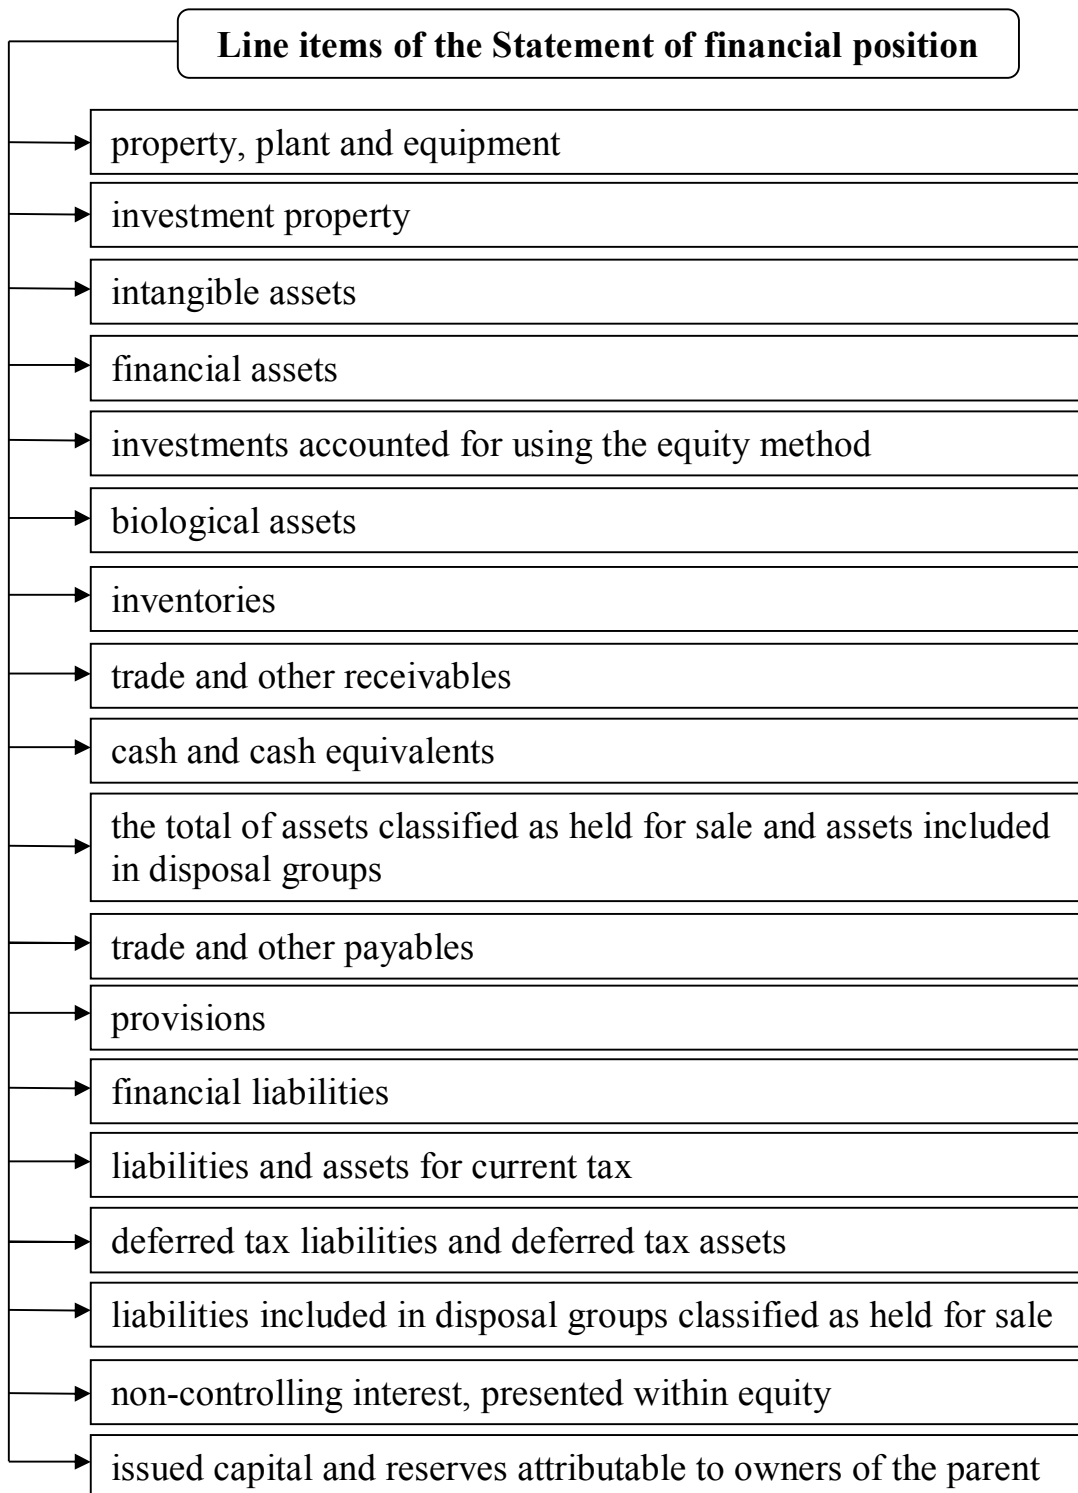 Line items of the Statement of financial position
property, plant and equipment
investment property
intangible assets
financial assets
investments accounted for using the equity method
biological assets
inventories
trade and other receivables
cash and cash equivalents
the total of assets classified as held for sale and assets included
in disposal groups
trade and other payables
provisions
financial liabilities
liabilities and assets for current tax
deferred tax liabilities and deferred tax assets
liabilities included in disposal groups classified as held for sale
non-controlling interest, presented within equity
issued capital and reserves attributable to owners of the parent